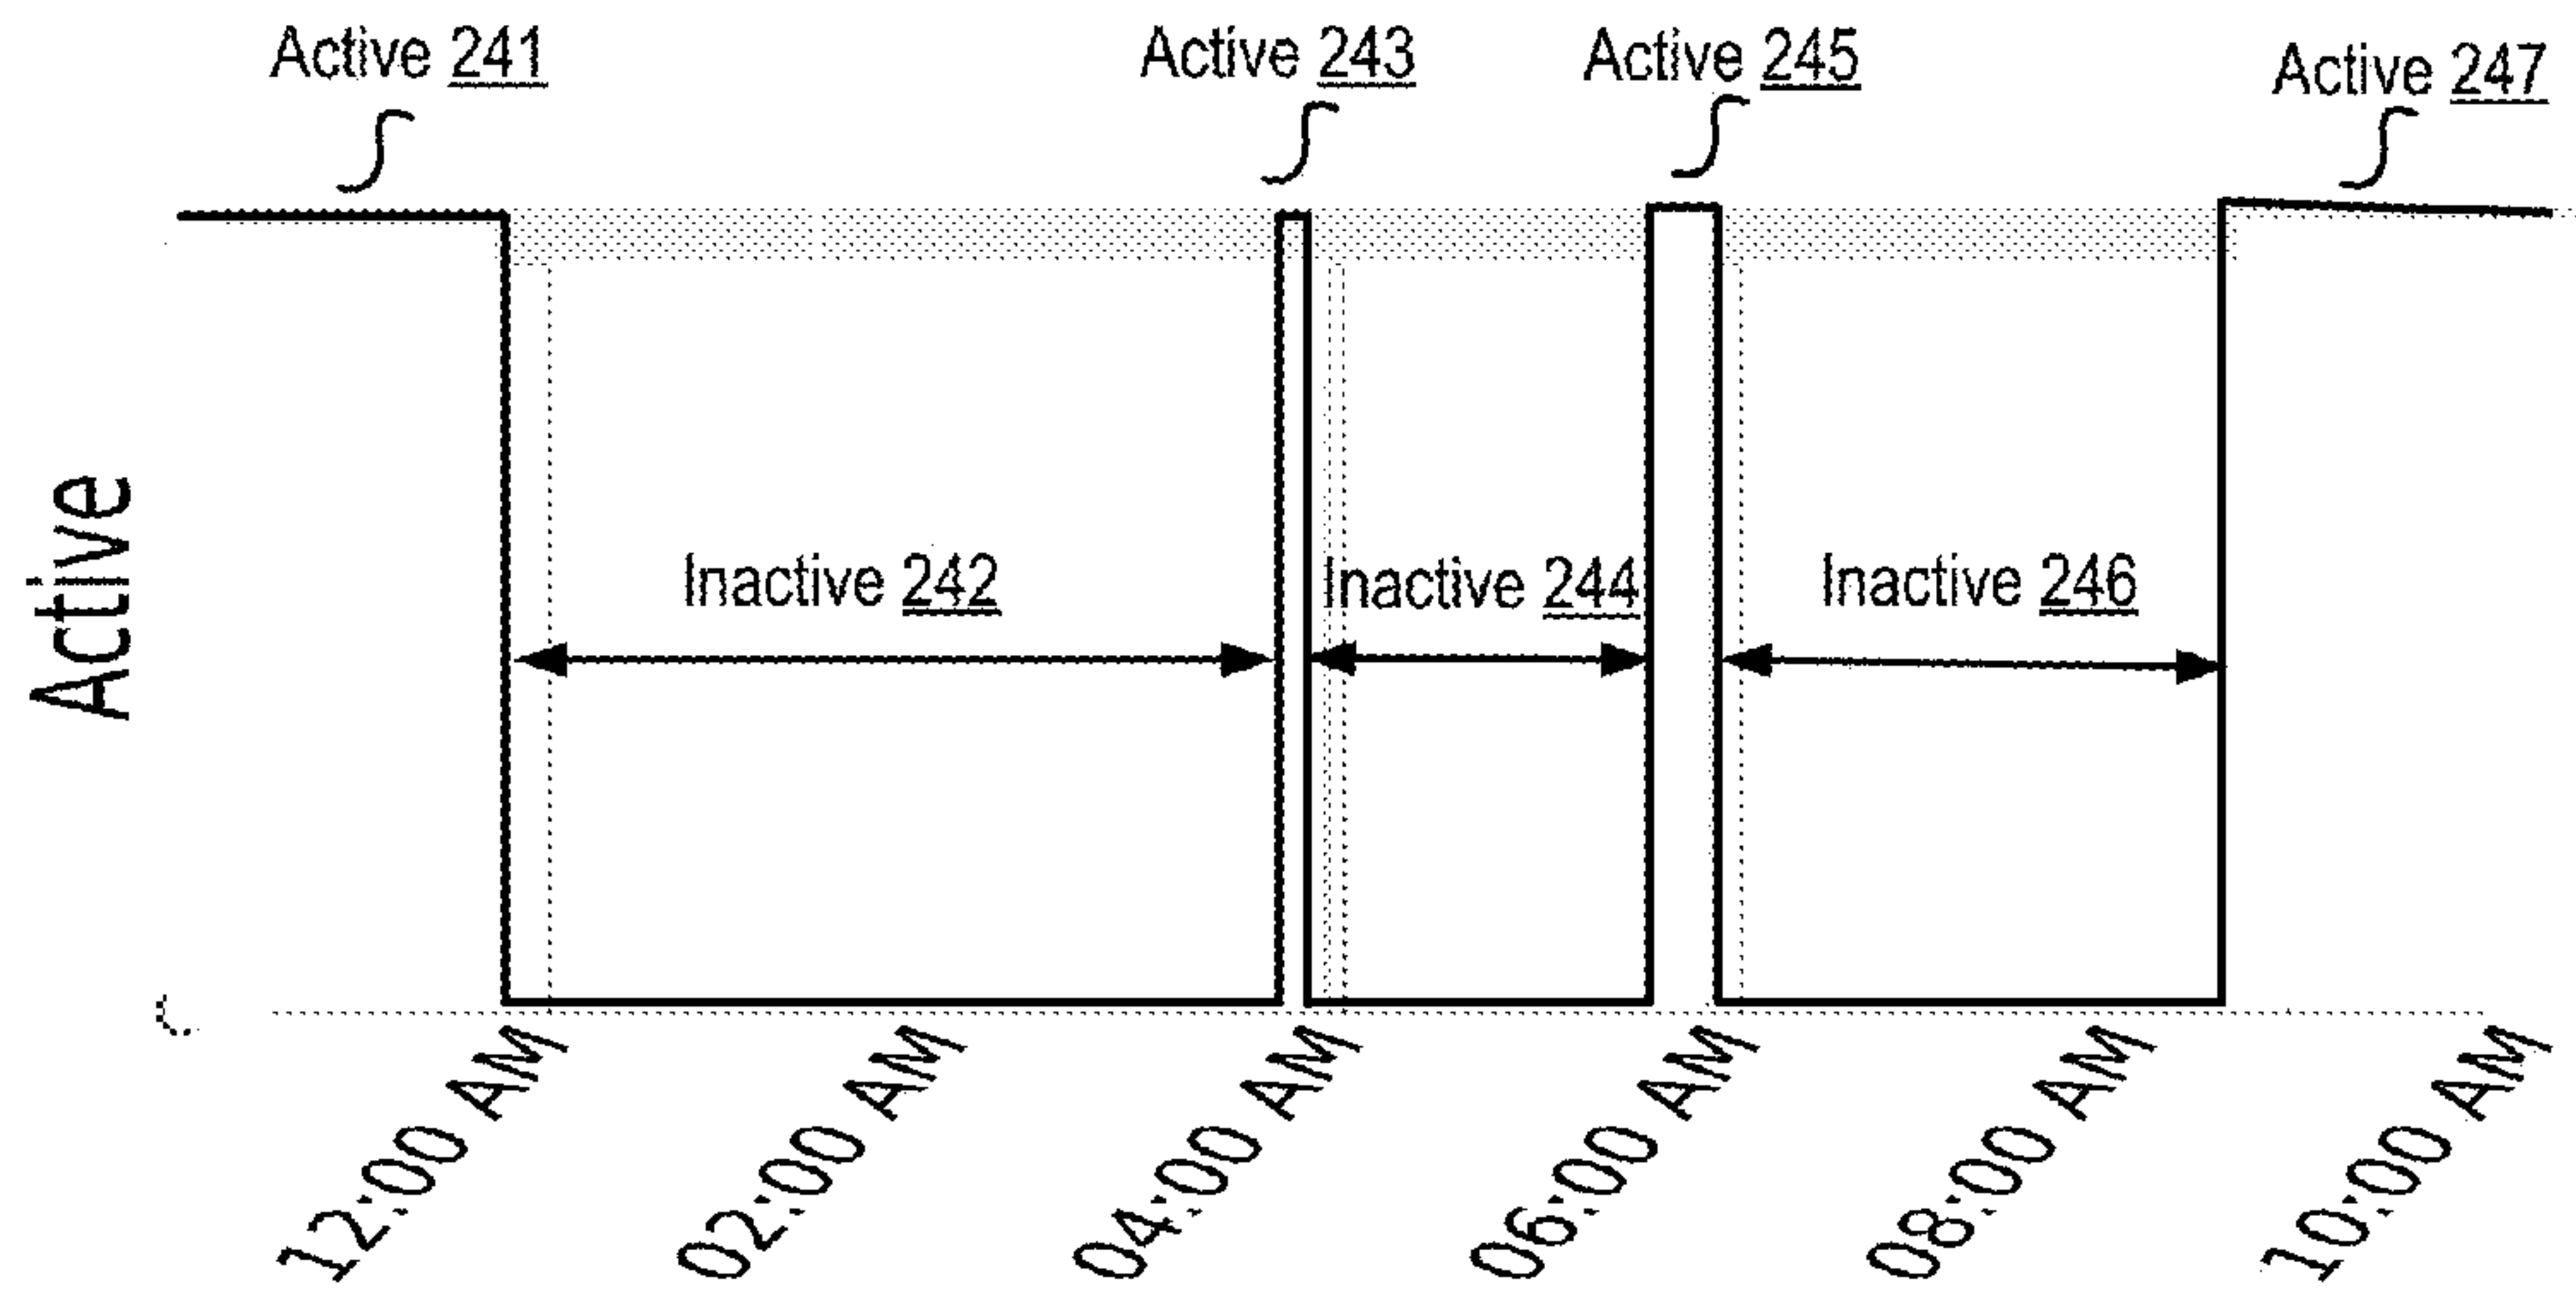 Active 241
Active 243
Active 245
Active 247
Active
Inactive 242
Inactive 244
Inactive 246
12:00 AM
02:00 AM
04:00 AM
06:00 AM
08:00 AM
10:00 AM